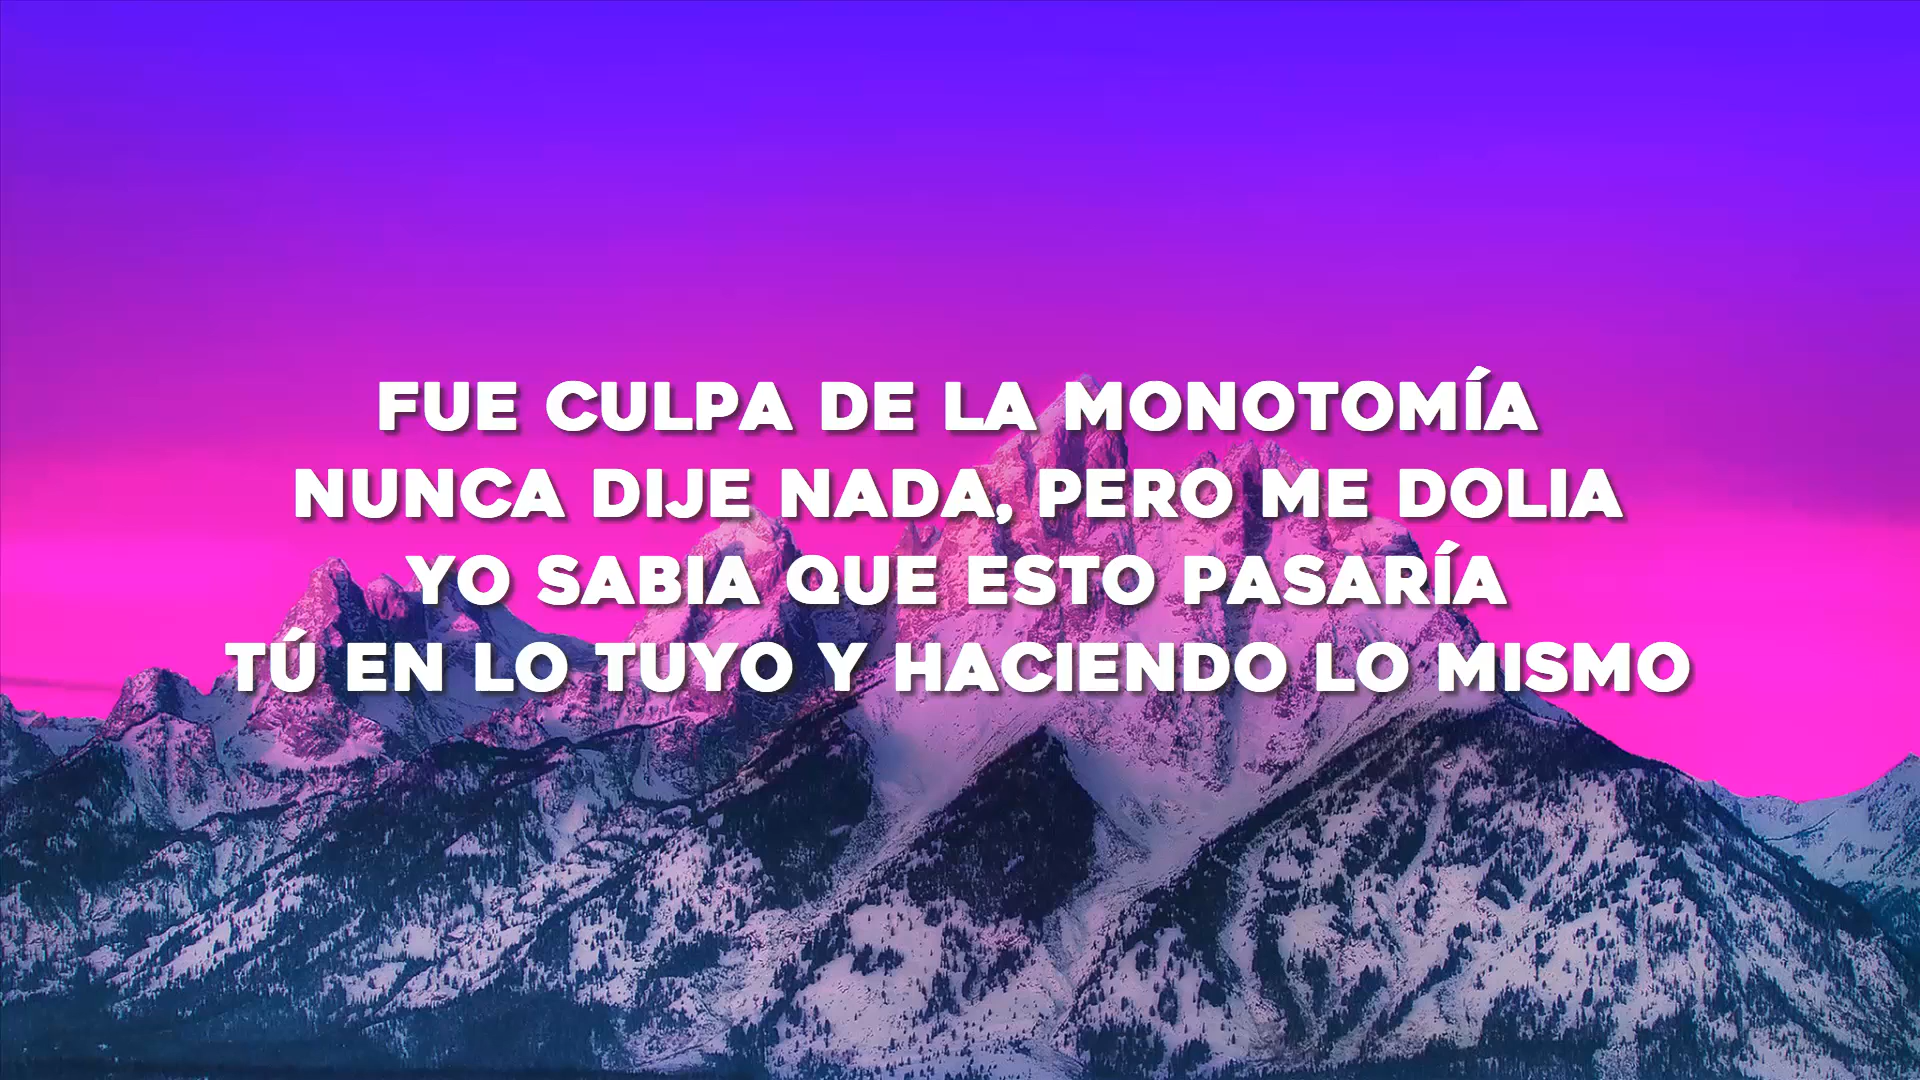 FUE CULPA DE LA MONOTOMÍA
NUNCA DIJE NADA, PERO ME DOLIA
YO SABIA QUE ESTO PASARÍA
TÚ EN LO TUYO Y HACIENDO LO MISMO